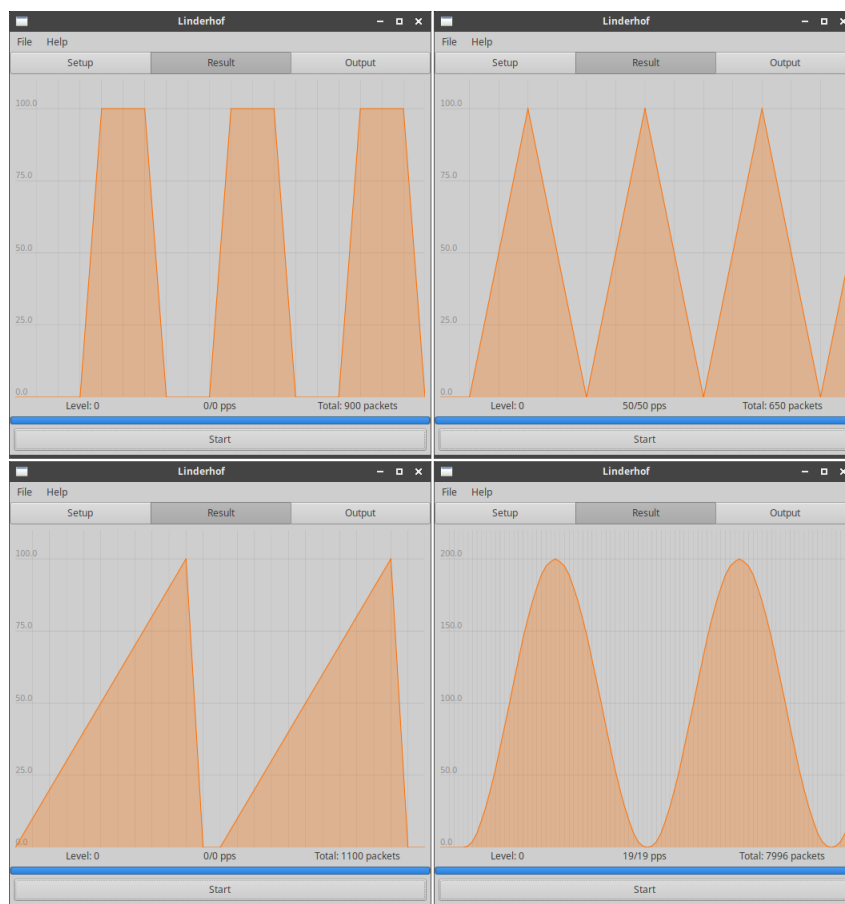 Linderhof
File Help
Setup Result Output
100.0
75.0
50.0
25.0
0.0
Level: 0 0/0 pps Total: 900 packets
Start
Linderhof
File Help
Setup Result Output
100.0
75.0
50.0
25.0
0.0
Level: 0 50/50 pps Total: 650 packets
Start
Linderhof
File Help
Setup Result Output
100.0
75.0
50.0
25.0
0.0
Level: 0 0/0 pps Total: 1100 packets
Start
Linderhof
File Help
Setup Result Output
200.0
150.0
100.0
50.0
0.0
Level: 0 19/19 pps Total: 7996 packets
Start